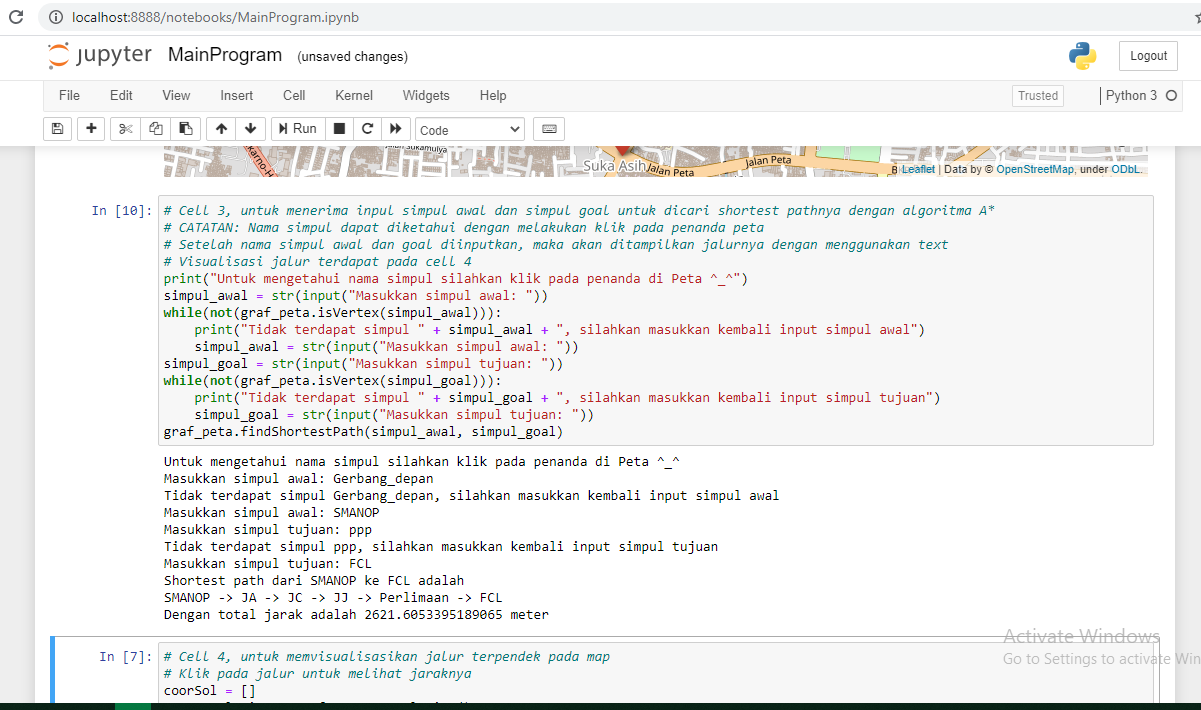 localhost:8888/notebooks/MainProgram.ipynb
jupyter MainProgram (unsaved changes)
Logout
File Edit View Insert Cell Kernel Widgets Help
Trusted
Python 3
Run
Code
Jalan Sukamulya
karno-H
Suka Asih
Jalan Peta
Jalan Peta
B Leaflet | Data by © OpenStreetMap, under ODbL.
In [10]:
# Cell 3, untuk menerima inpul simpul awal dan simpul goal untuk dicari shortest pathnya dengan algoritma A*
# CATATAN: Nama simpul dapat diketahui dengan melakukan klik pada penanda peta
# Setelah nama simpul awal dan goal diinputkan, maka akan ditampilkan jalurnya dengan menggunakan text
# Visualisasi jalur terdapat pada cell 4
print("Untuk mengetahui nama simpul silahkan klik pada penanda di Peta ^_^")
simpul_awal = str(input("Masukkan simpul awal: "))
while(not(graf_peta.isVertex(simpul_awal))):
    print("Tidak terdapat simpul " + simpul_awal + ", silahkan masukkan kembali input simpul awal")
    simpul_awal = str(input("Masukkan simpul awal: "))
simpul_goal = str(input("Masukkan simpul tujuan: "))
while(not(graf_peta.isVertex(simpul_goal))):
    print("Tidak terdapat simpul " + simpul_goal + ", silahkan masukkan kembali input simpul tujuan")
    simpul_goal = str(input("Masukkan simpul tujuan: "))
graf_peta.findShortestPath(simpul_awal, simpul_goal)
Untuk mengetahui nama simpul silahkan klik pada penanda di Peta ^_^
Masukkan simpul awal: Gerbang_depan
Tidak terdapat simpul Gerbang_depan, silahkan masukkan kembali input simpul awal
Masukkan simpul awal: SMANOP
Masukkan simpul tujuan: ppp
Tidak terdapat simpul ppp, silahkan masukkan kembali input simpul tujuan
Masukkan simpul tujuan: FCL
Shortest path dari SMANOP ke FCL adalah
SMANOP -> JA -> JC -> JJ -> Perlimaan -> FCL
Dengan total jarak adalah 2621.6053395189065 meter
Activate Windows
Go to Settings to activate Win
In [7]:
# Cell 4, untuk memvisualisasikan jalur terpendek pada map
# Klik pada jalur untuk melihat jaraknya
coorSol = []